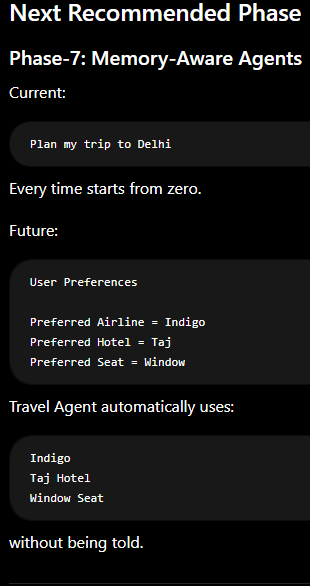 Next Recommended Phase
Phase-7: Memory-Aware Agents
Current:
Plan my trip to Delhi
Every time starts from zero.
Future:
User Preferences
Preferred Airline = Indigo
Preferred Hotel = Taj
Preferred Seat = Window
Travel Agent automatically uses:
Indigo
Taj Hotel
Window Seat
without being told.